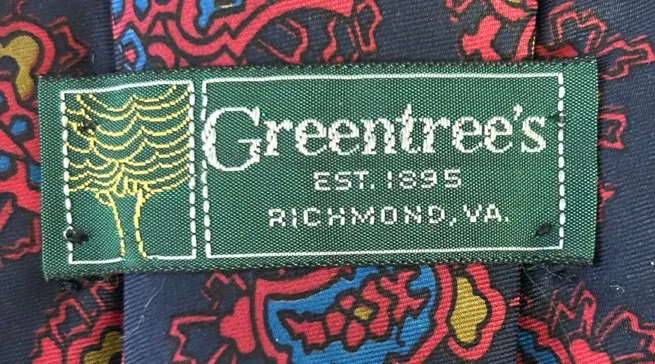 Greentree's
EST. 1895
RICHMOND, VA.